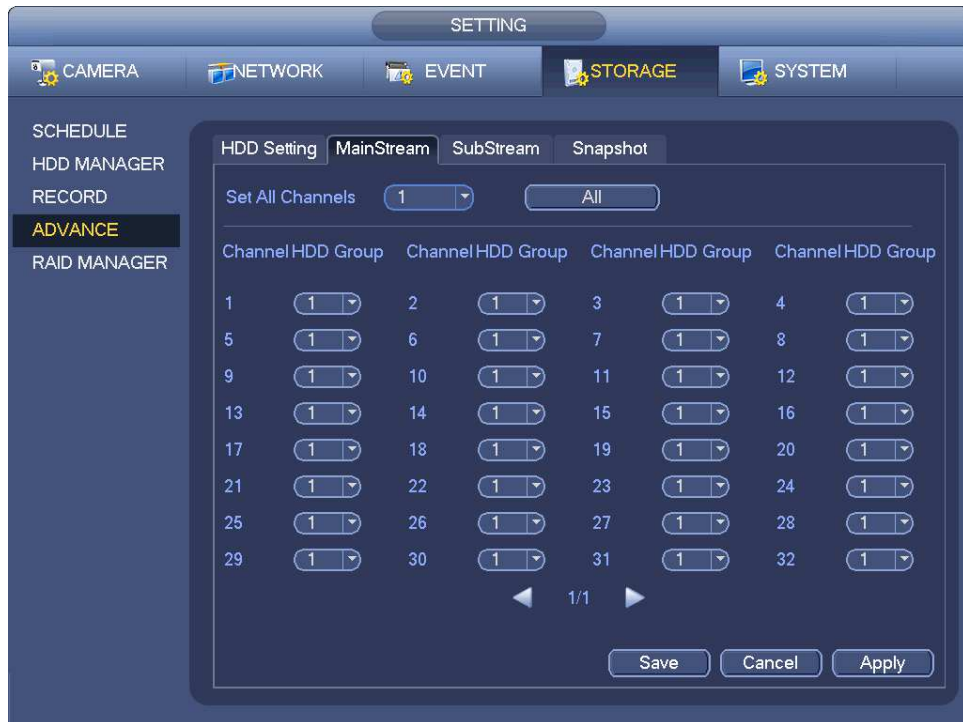 SETTING
CAMERA NETWORK EVENT STORAGE SYSTEM
SCHEDULE
HDD MANAGER
RECORD
ADVANCE
RAID MANAGER
HDD Setting MainStream SubStream Snapshot
Set All Channels 1 All
Channel HDD Group Channel HDD Group Channel HDD Group Channel HDD Group
1 1 2 1 3 1 4 1
5 1 6 1 7 1 8 1
9 1 10 1 11 1 12 1
13 1 14 1 15 1 16 1
17 1 18 1 19 1 20 1
21 1 22 1 23 1 24 1
25 1 26 1 27 1 28 1
29 1 30 1 31 1 32 1
1/1
Save Cancel Apply